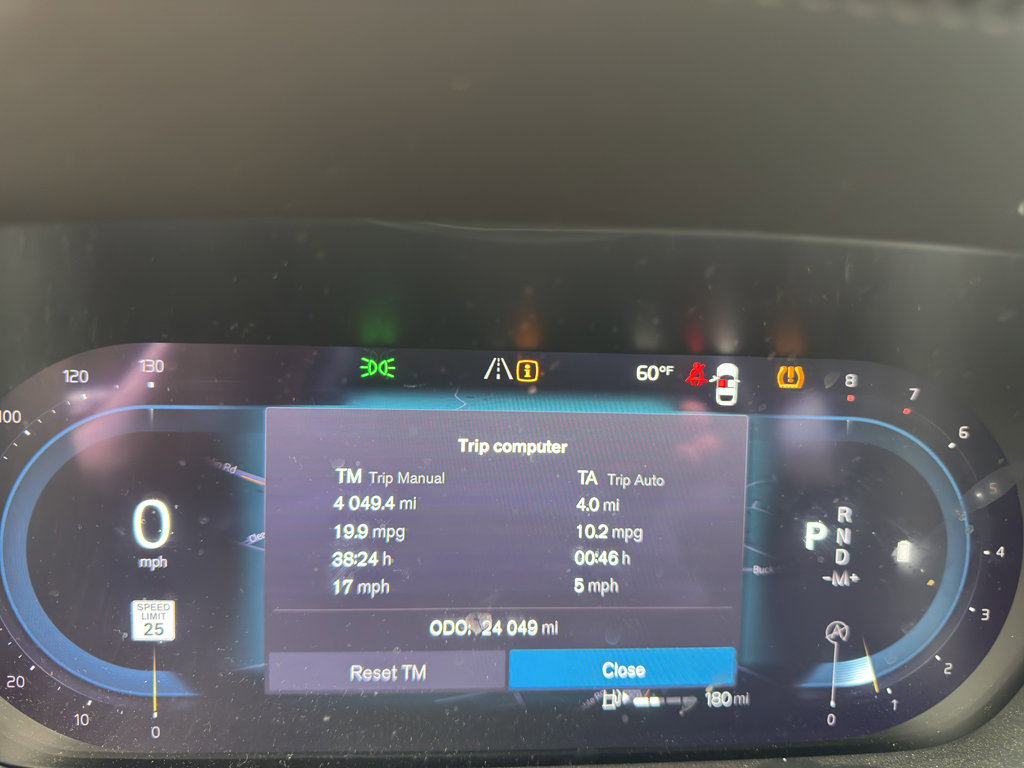 120
130
60°F
8
7
100
6
5
4
3
2
1
0
20
10
0
Trip computer
TM Trip Manual
TA Trip Auto
4 049.4 mi
4.0 mi
19.9 mpg
10.2 mpg
38:24 h
00:46 h
17 mph
5 mph
ODO: 24 049 mi
Reset TM
Close
0
mph
SPEED
LIMIT
25
P
R
N
D
-M+
A
Rd
Buck
180 mi